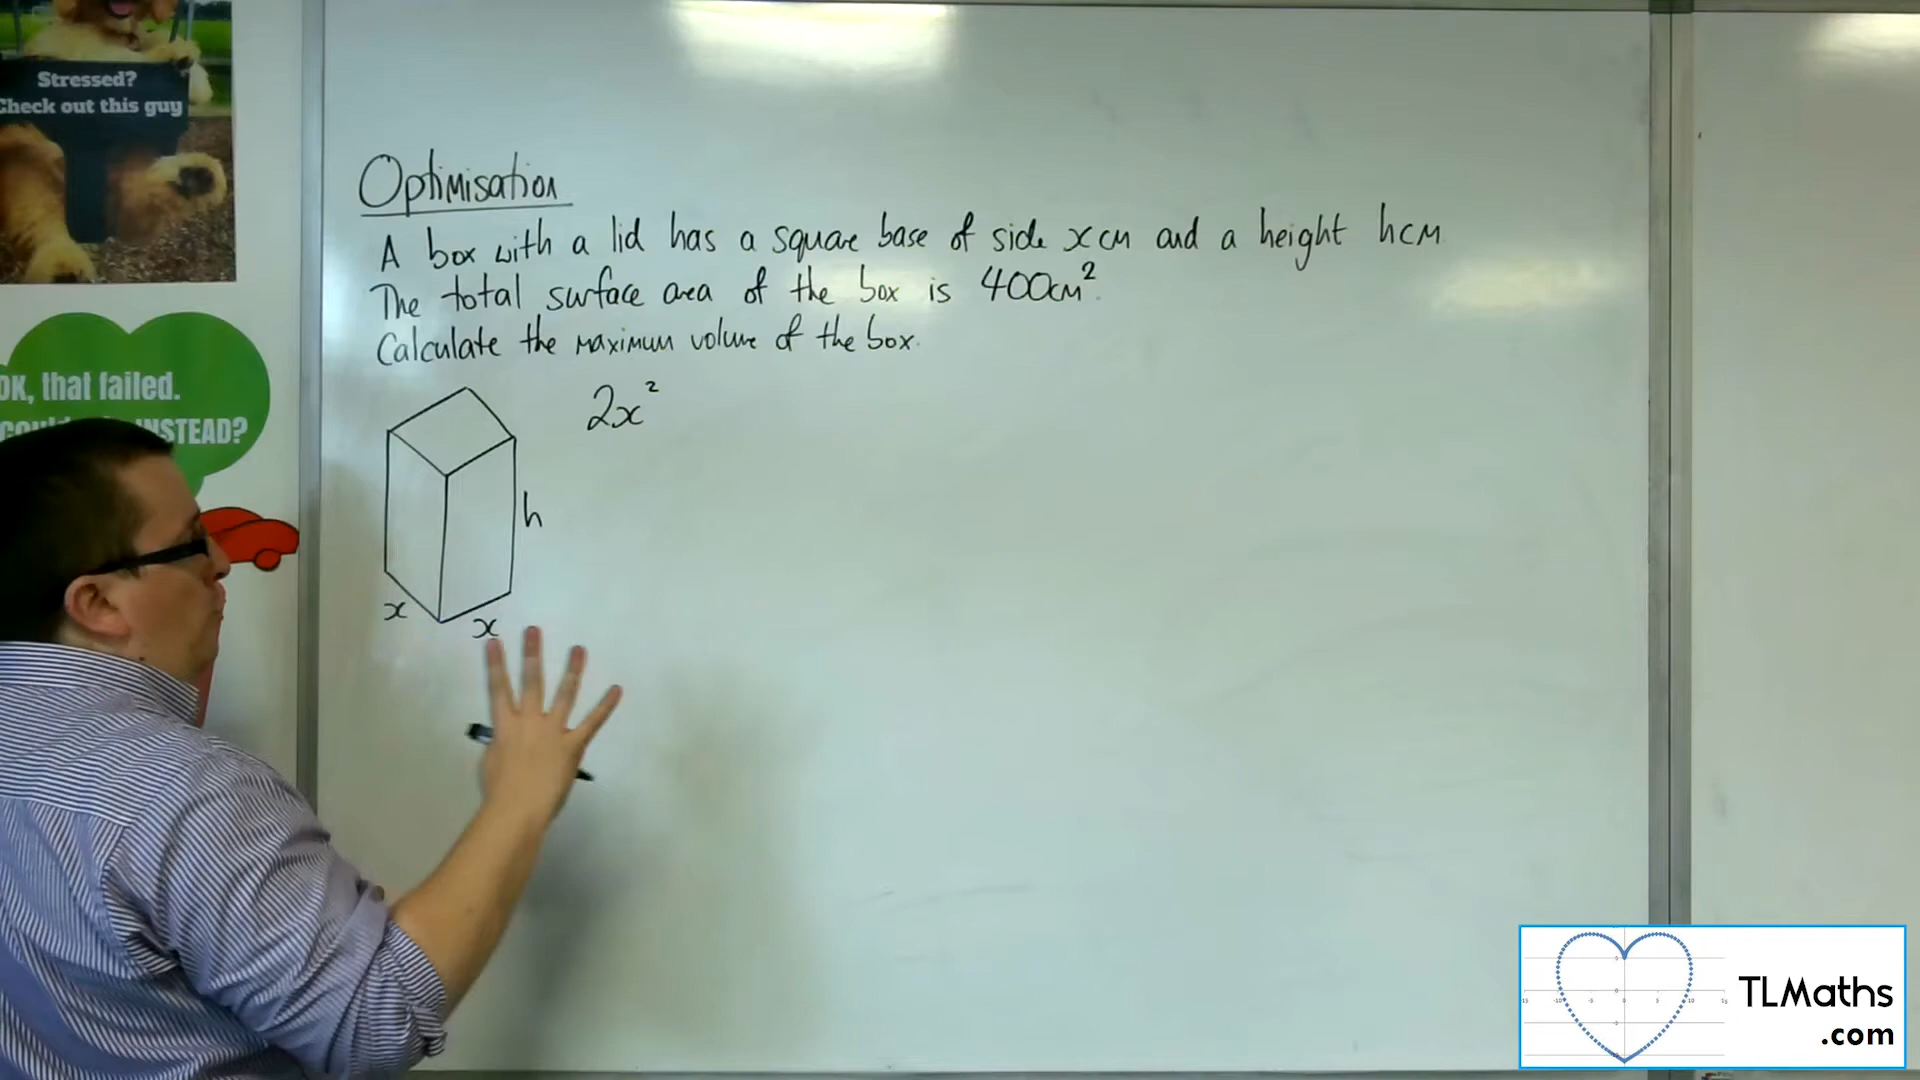 Stressed?
Check out this guy
OK, that failed.
INSTEAD?
Optimisation
A box with a lid has a square base of side x cm and a height h cm
The total surface area of the box is 400cm².
Calculate the maximum volume of the box.
2x²
h
x
x
TLMaths
.com